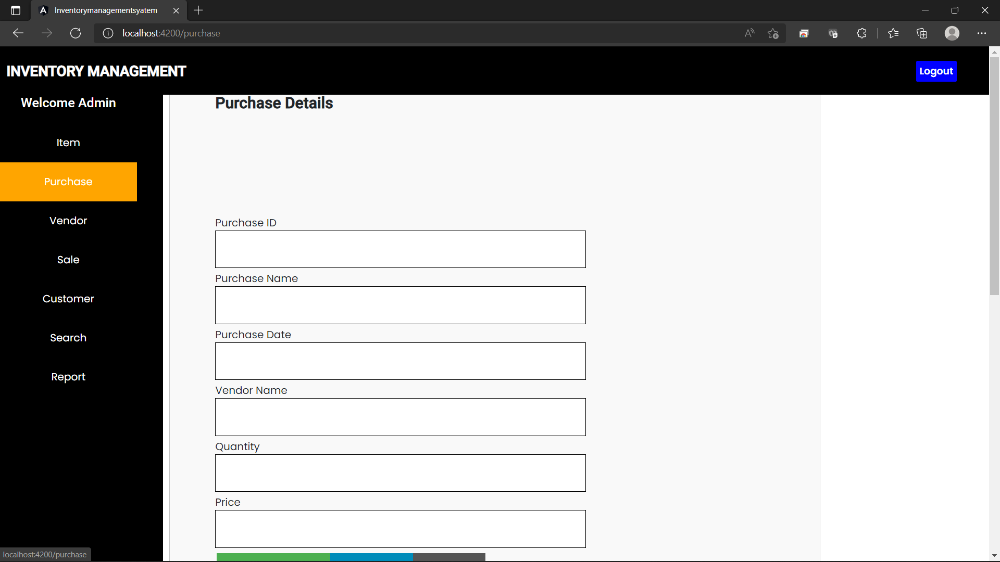 Inventorymanagementsyatem
localhost:4200/purchase
INVENTORY MANAGEMENT
Logout
Welcome Admin
Item
Purchase
Vendor
Sale
Customer
Search
Report
Purchase Details
Purchase ID
Purchase Name
Purchase Date
Vendor Name
Quantity
Price
localhost:4200/purchase